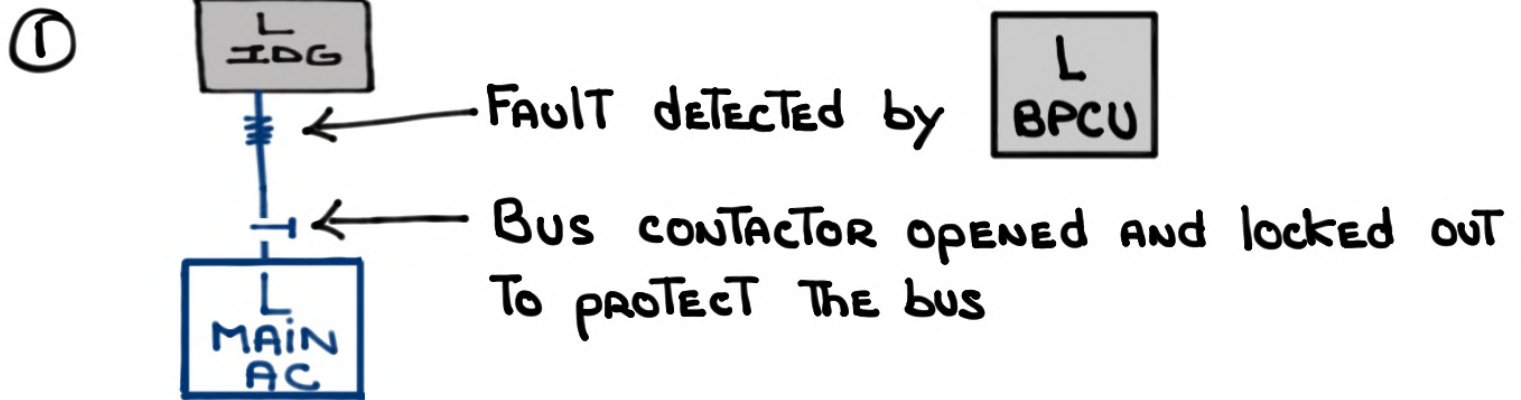 1
L
IDG
FAULT detected by
L
BPCU
Bus contactor opened and locked out
To protect the bus
L
MAIN
AC